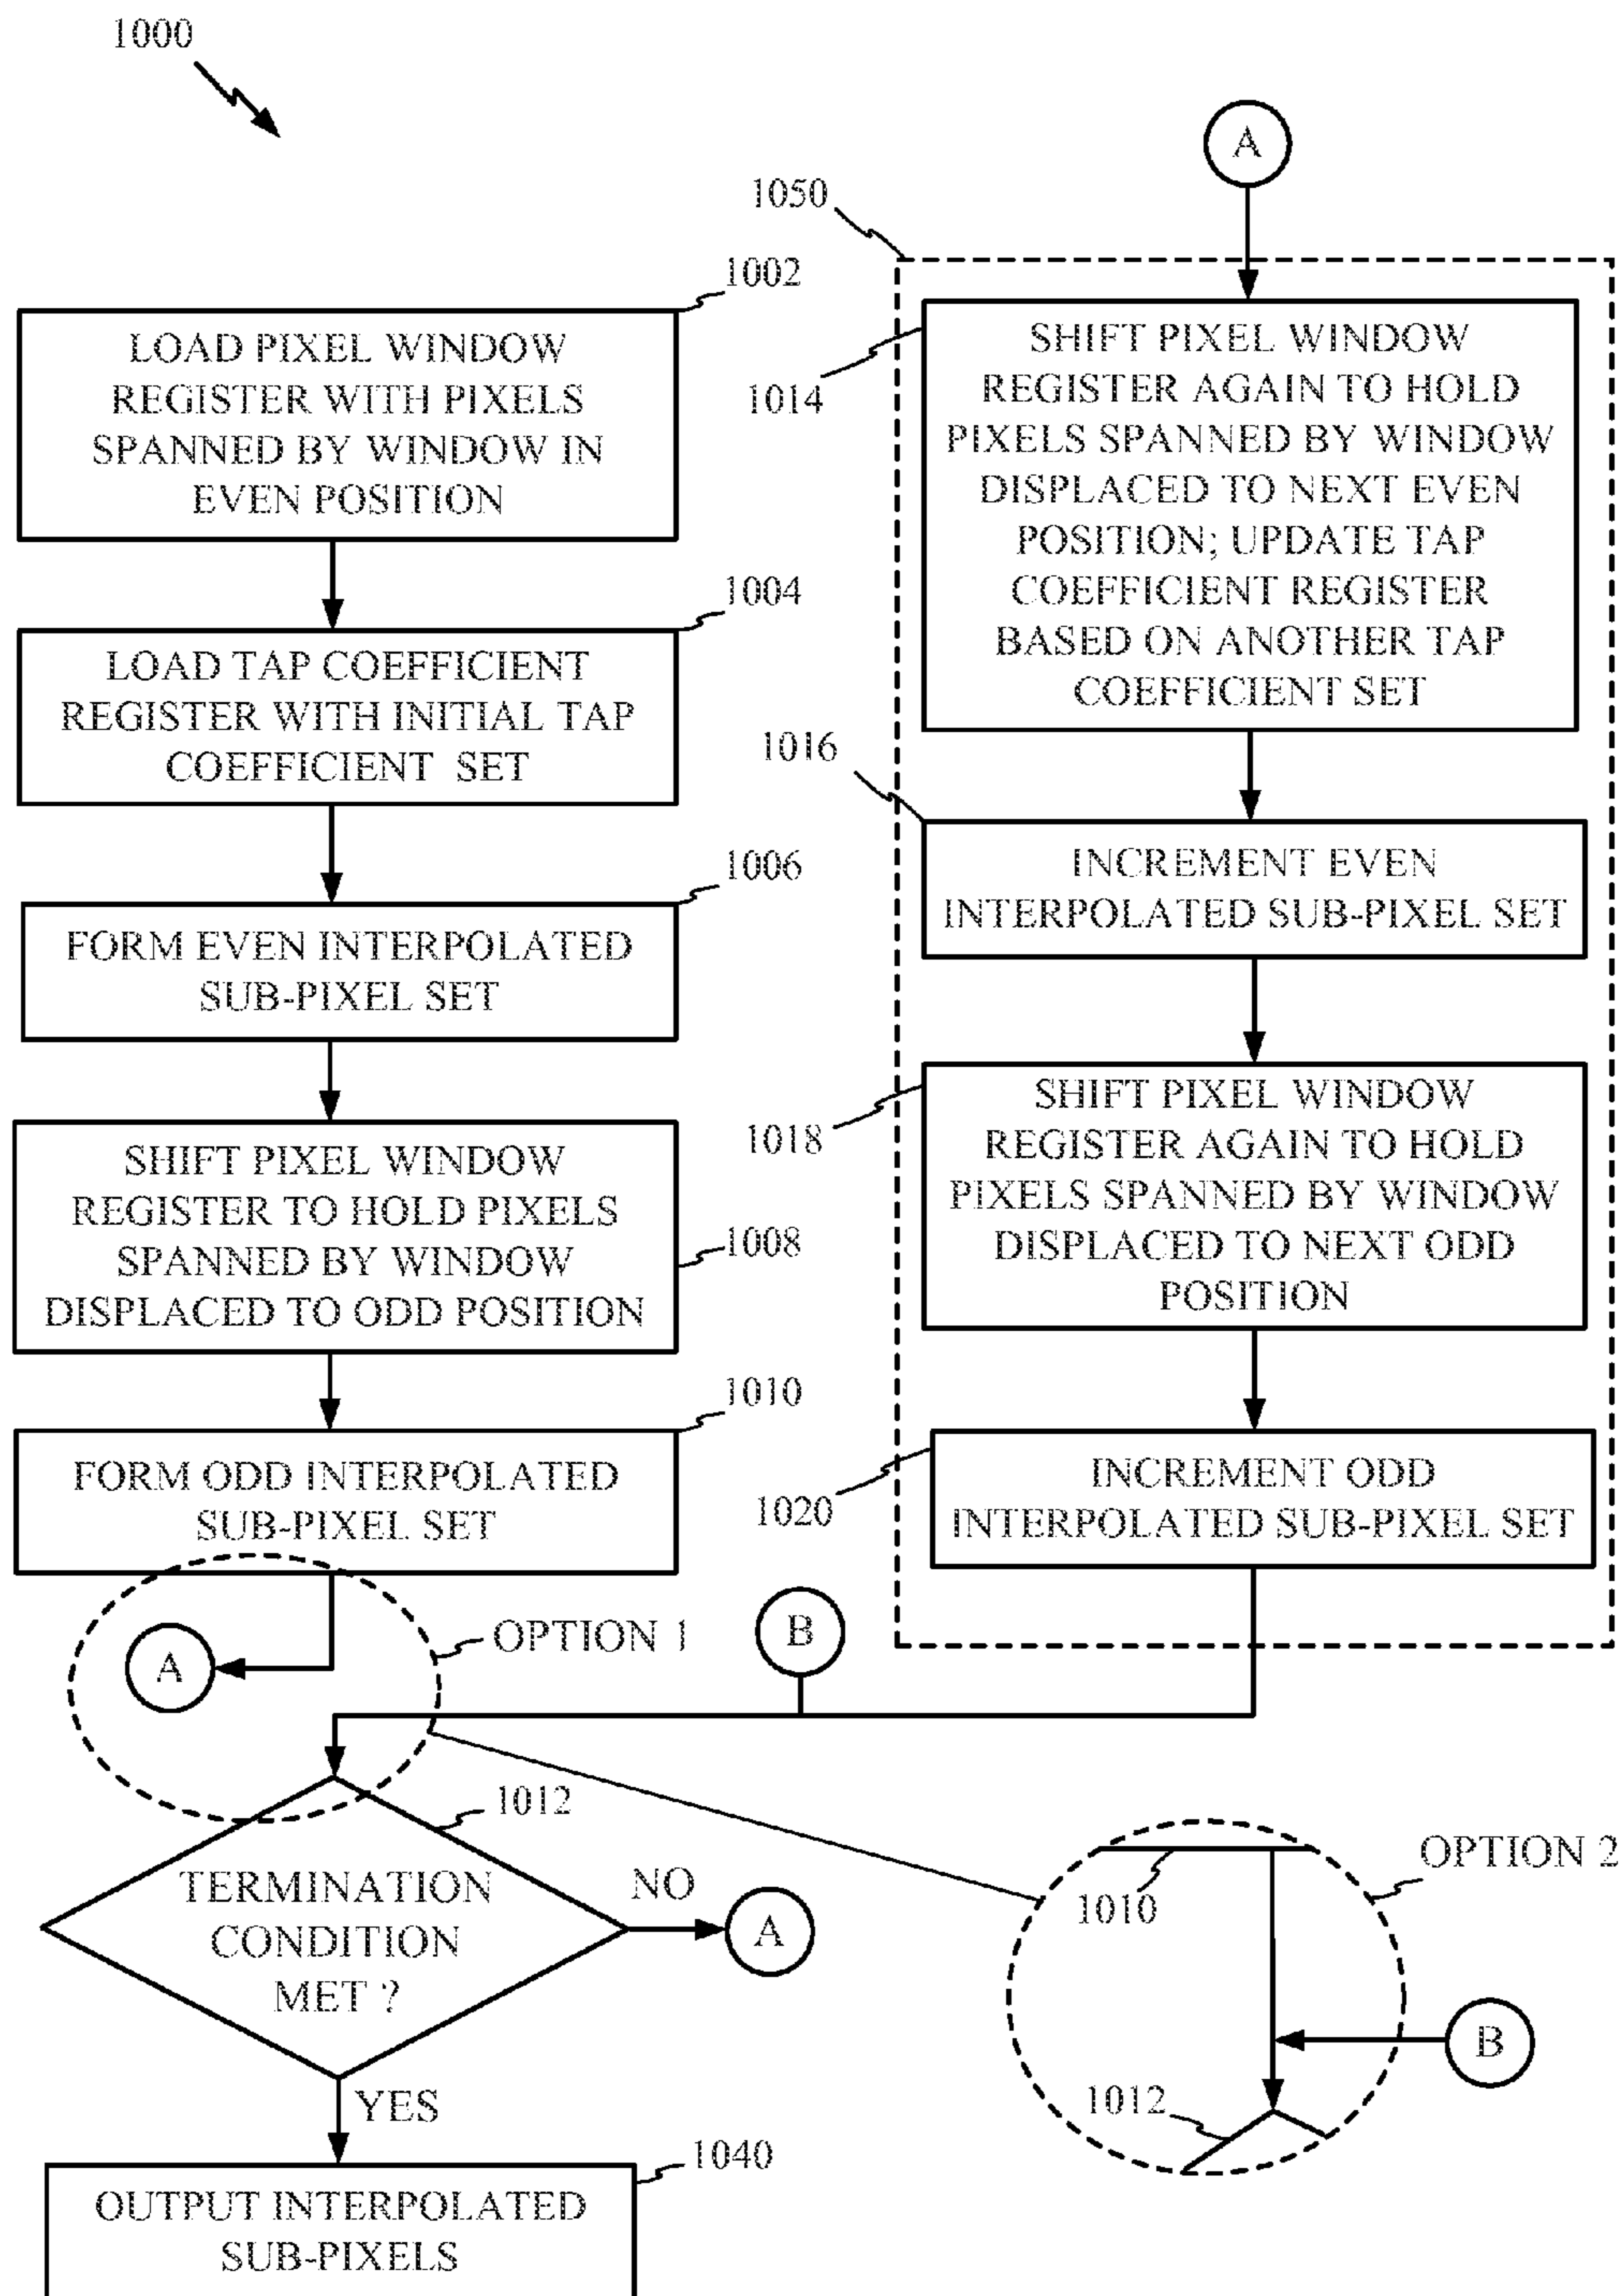 1000
1002
LOAD PIXEL WINDOW
REGISTER WITH PIXELS
SPANNED BY WINDOW IN
EVEN POSITION
1004
LOAD TAP COEFFICIENT
REGISTER WITH INITIAL TAP
COEFFICIENT SET
1006
FORM EVEN INTERPOLATED
SUB-PIXEL SET
SHIFT PIXEL WINDOW
REGISTER TO HOLD PIXELS
SPANNED BY WINDOW
DISPLACED TO ODD POSITION
1008
1010
FORM ODD INTERPOLATED
SUB-PIXEL SET
A
OPTION 1
B
1012
TERMINATION
CONDITION
MET ?
NO
A
YES
1040
OUTPUT INTERPOLATED
SUB-PIXELS
A
1050
1014
SHIFT PIXEL WINDOW
REGISTER AGAIN TO HOLD
PIXELS SPANNED BY WINDOW
DISPLACED TO NEXT EVEN
POSITION; UPDATE TAP
COEFFICIENT REGISTER
BASED ON ANOTHER TAP
COEFFICIENT SET
1016
INCREMENT EVEN
INTERPOLATED SUB-PIXEL SET
1018
SHIFT PIXEL WINDOW
REGISTER AGAIN TO HOLD
PIXELS SPANNED BY WINDOW
DISPLACED TO NEXT ODD
POSITION
1020
INCREMENT ODD
INTERPOLATED SUB-PIXEL SET
OPTION 2
1010
B
1012